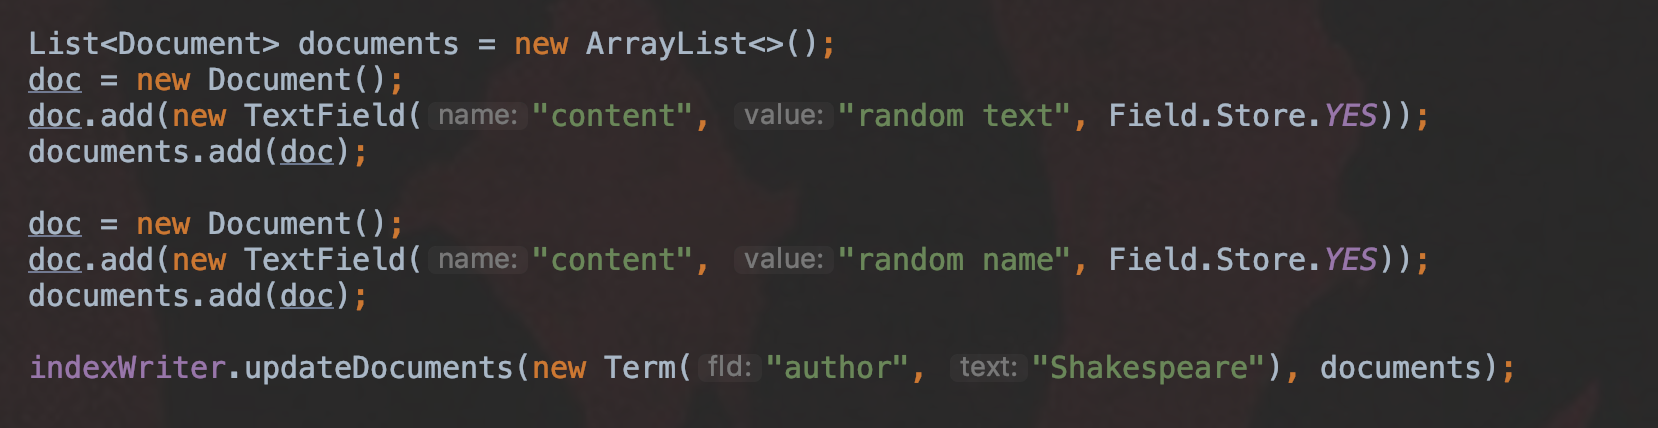 List<Document> documents = new ArrayList<>();
doc = new Document();
doc.add(new TextField( name: "content", value: "random text", Field.Store.YES));
documents.add(doc);
doc = new Document();
doc.add(new TextField( name: "content", value: "random name", Field.Store.YES));
documents.add(doc);
indexWriter.updateDocuments(new Term( fld: "author", text: "Shakespeare"), documents);